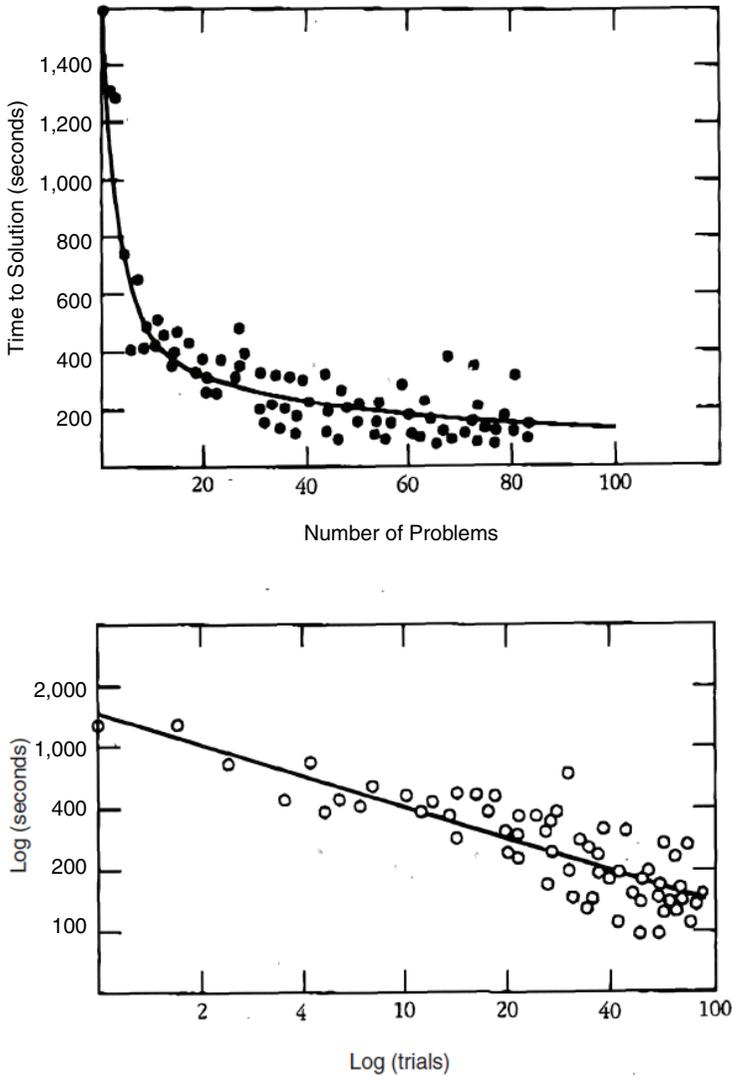 Time to Solution (seconds)
1,400
1,200
1,000
800
600
400
200
20 40 60 80 100
Number of Problems
Log (seconds)
2,000
1,000
400
200
100
2 4 10 20 40 100
Log (trials)